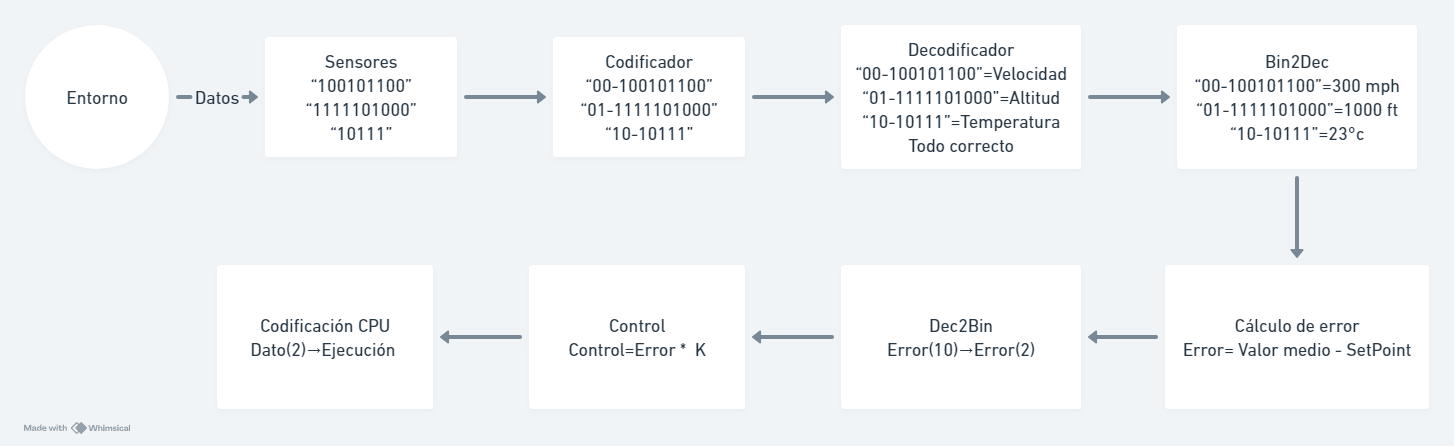 Entorno
Datos
Sensores
“100101100”
“1111101000”
“10111”
Codificador
“00-100101100”
“01-1111101000”
“10-10111”
Decodificador
“00-100101100”=Velocidad
“01-1111101000”=Altitud
“10-10111”=Temperatura
Todo correcto
Bin2Dec
“00-100101100”=300 mph
“01-1111101000”=1000 ft
“10-10111”=23°c
Cálculo de error
Error= Valor medio - SetPoint
Dec2Bin
Error(10)→Error(2)
Control
Control=Error * K
Codificación CPU
Dato(2)→Ejecución
Made with Whimsical